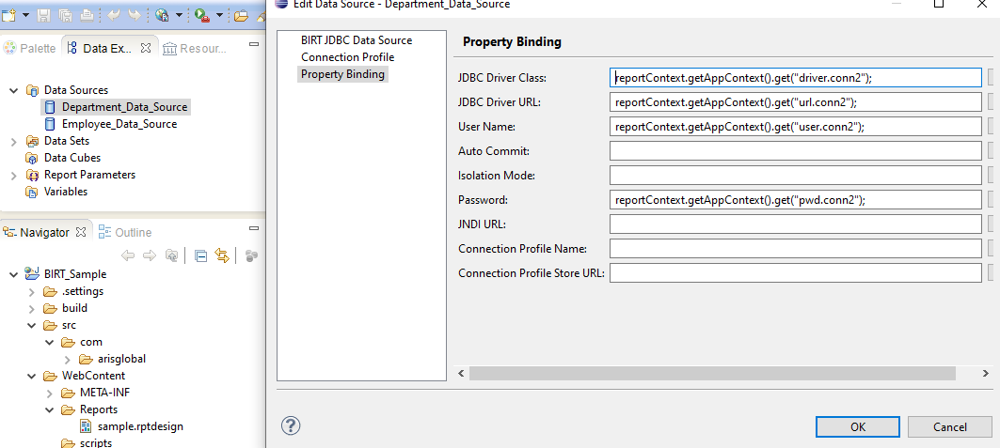 Edit Data Source - Department_Data_Source
Palette
Data Ex...
Resour...
Data Sources
Department_Data_Source
Employee_Data_Source
Data Sets
Data Cubes
Report Parameters
Variables
Navigator
Outline
BIRT_Sample
.settings
build
src
com
arisglobal
WebContent
META-INF
Reports
sample.rptdesign
scripts
BIRT JDBC Data Source
Connection Profile
Property Binding
Property Binding
JDBC Driver Class: reportContext.getAppContext().get("driver.conn2");
JDBC Driver URL: reportContext.getAppContext().get("url.conn2");
User Name: reportContext.getAppContext().get("user.conn2");
Auto Commit:
Isolation Mode:
Password: reportContext.getAppContext().get("pwd.conn2");
JNDI URL:
Connection Profile Name:
Connection Profile Store URL:
?
OK
Cancel